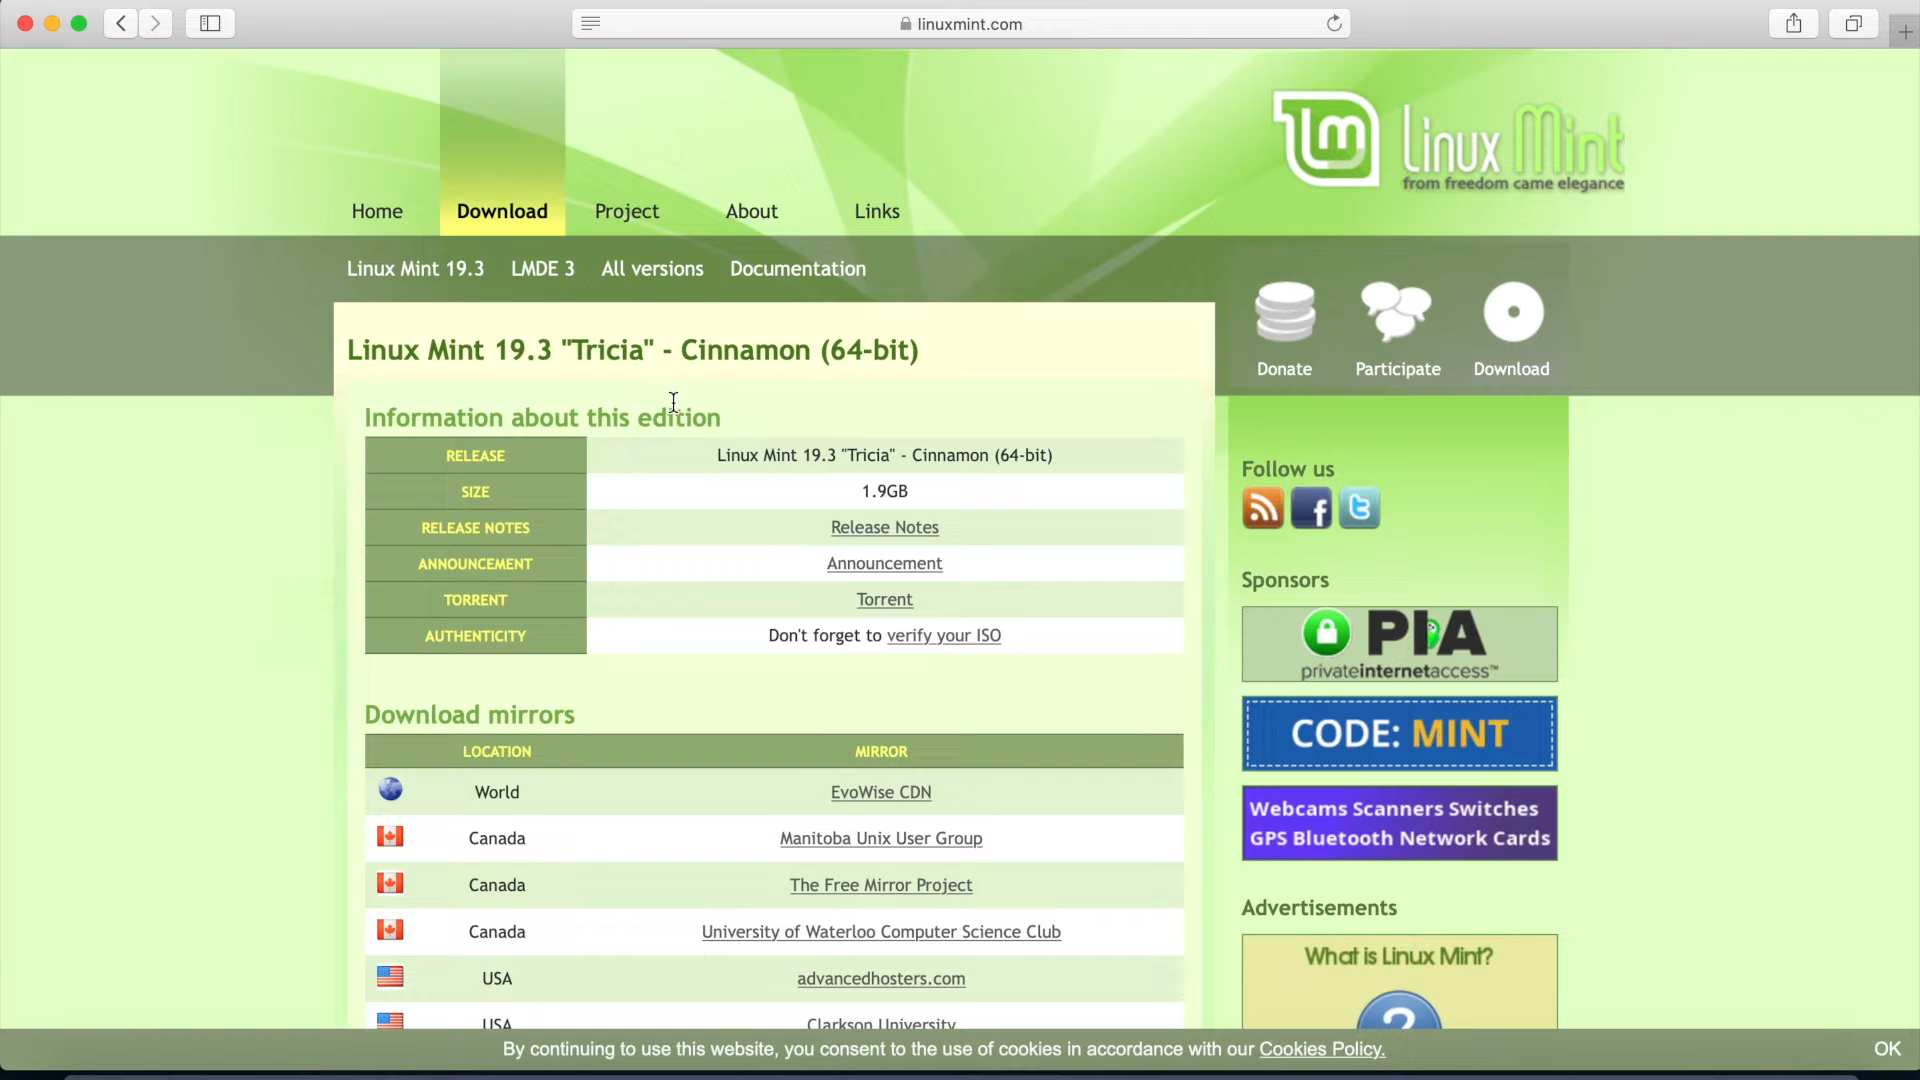 linuxmint.com
Linux Mint
from freedom came elegance
Home
Download
Project
About
Links
Linux Mint 19.3
LMDE 3
All versions
Documentation
Donate
Participate
Download
Linux Mint 19.3 "Tricia" - Cinnamon (64-bit)
Information about this edition
RELEASE
Linux Mint 19.3 "Tricia" - Cinnamon (64-bit)
SIZE
1.9GB
RELEASE NOTES
Release Notes
ANNOUNCEMENT
Announcement
TORRENT
Torrent
AUTHENTICITY
Don't forget to verify your ISO
Download mirrors
LOCATION
MIRROR
World
EvoWise CDN
Canada
Manitoba Unix User Group
Canada
The Free Mirror Project
Canada
University of Waterloo Computer Science Club
USA
advancedhosters.com
USA
Clarkson University
Follow us
Sponsors
PIA
privateinternetaccess™
CODE: MINT
Webcams Scanners Switches
GPS Bluetooth Network Cards
Advertisements
What is Linux Mint?
By continuing to use this website, you consent to the use of cookies in accordance with our Cookies Policy.
OK